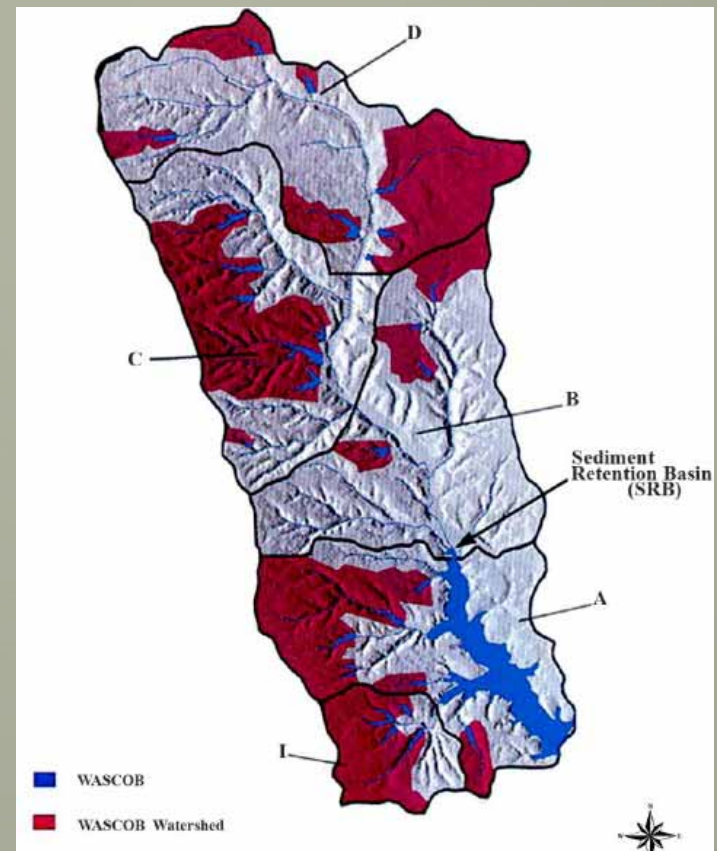 D
C
B
Sediment
Retention Basin
(SRB)
A
I
WASCOB
WASCOB Watershed
N
W
E
S